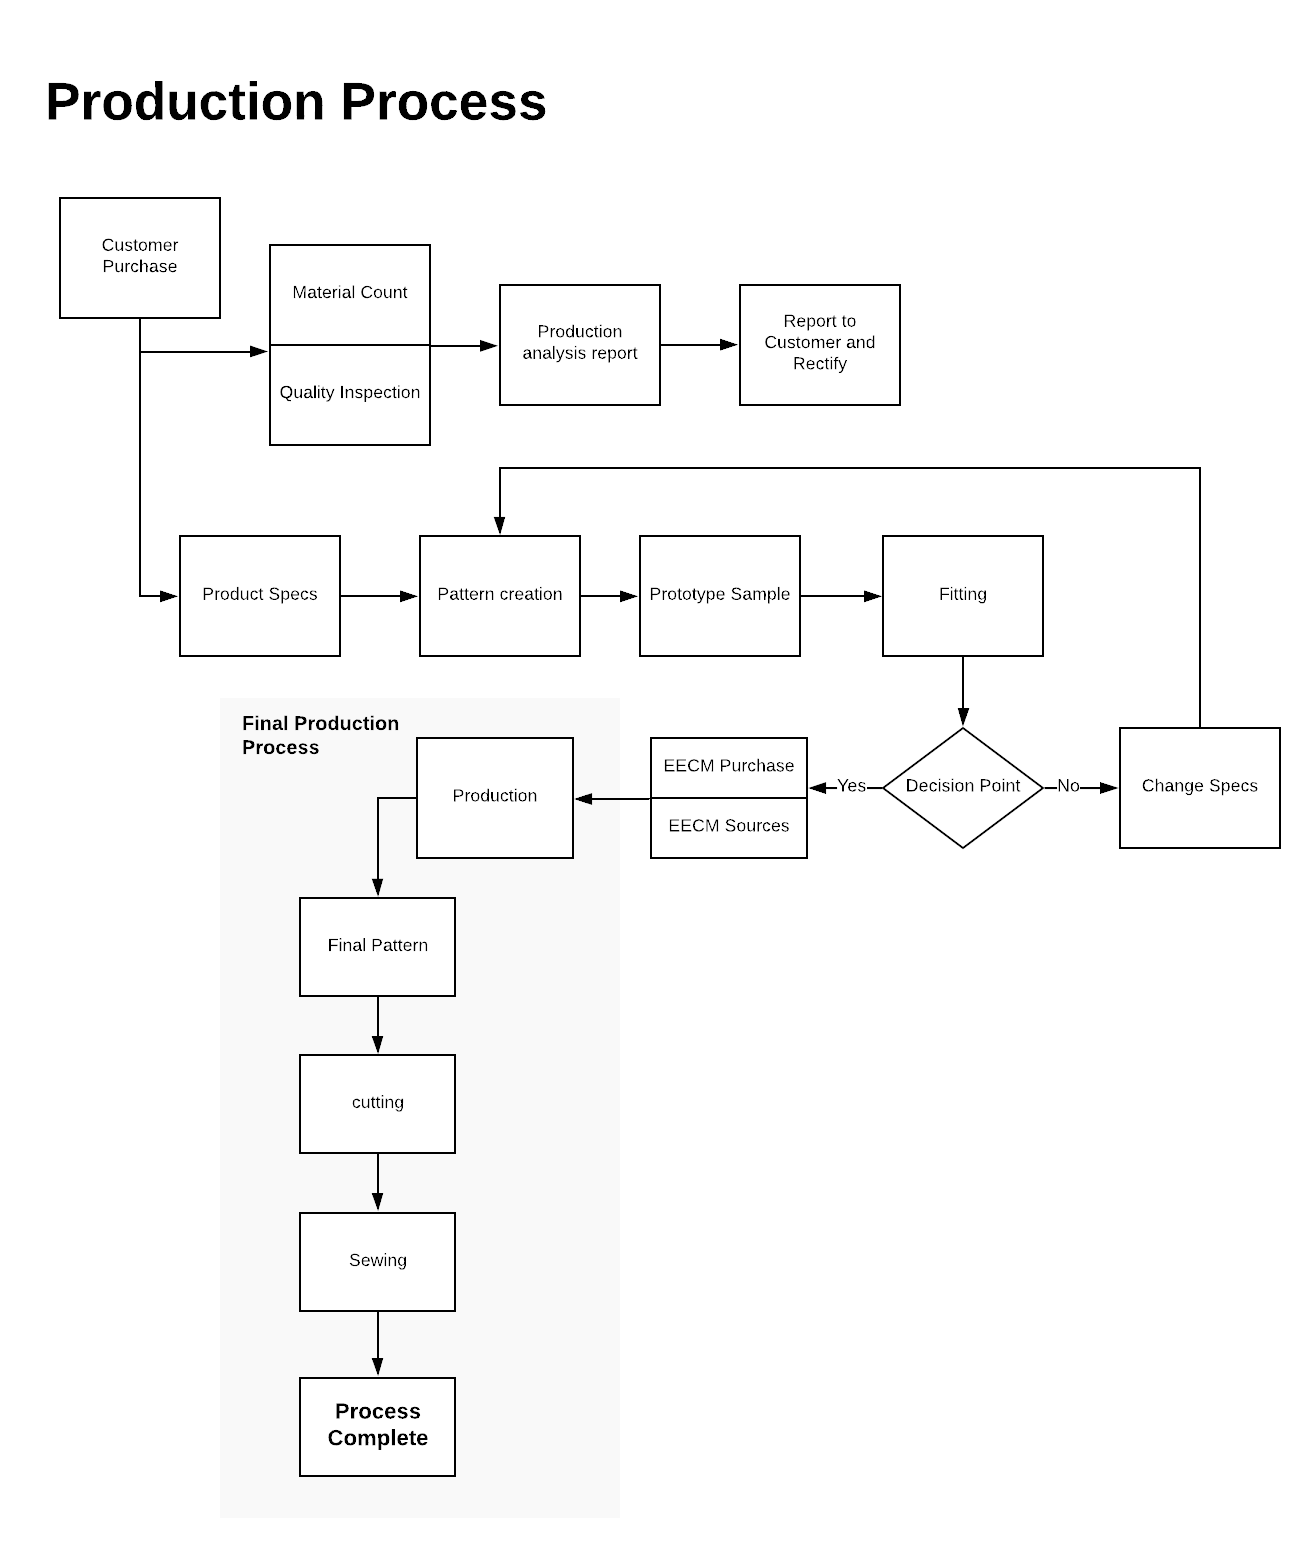 Production Process
Customer
Purchase
Material Count
Quality Inspection
Production
analysis report
Report to
Customer and
Rectify
Product Specs
Pattern creation
Prototype Sample
Fitting
Final Production
Process
Production
EECM Purchase
EECM Sources
Yes
Decision Point
No
Change Specs
Final Pattern
cutting
Sewing
Process
Complete